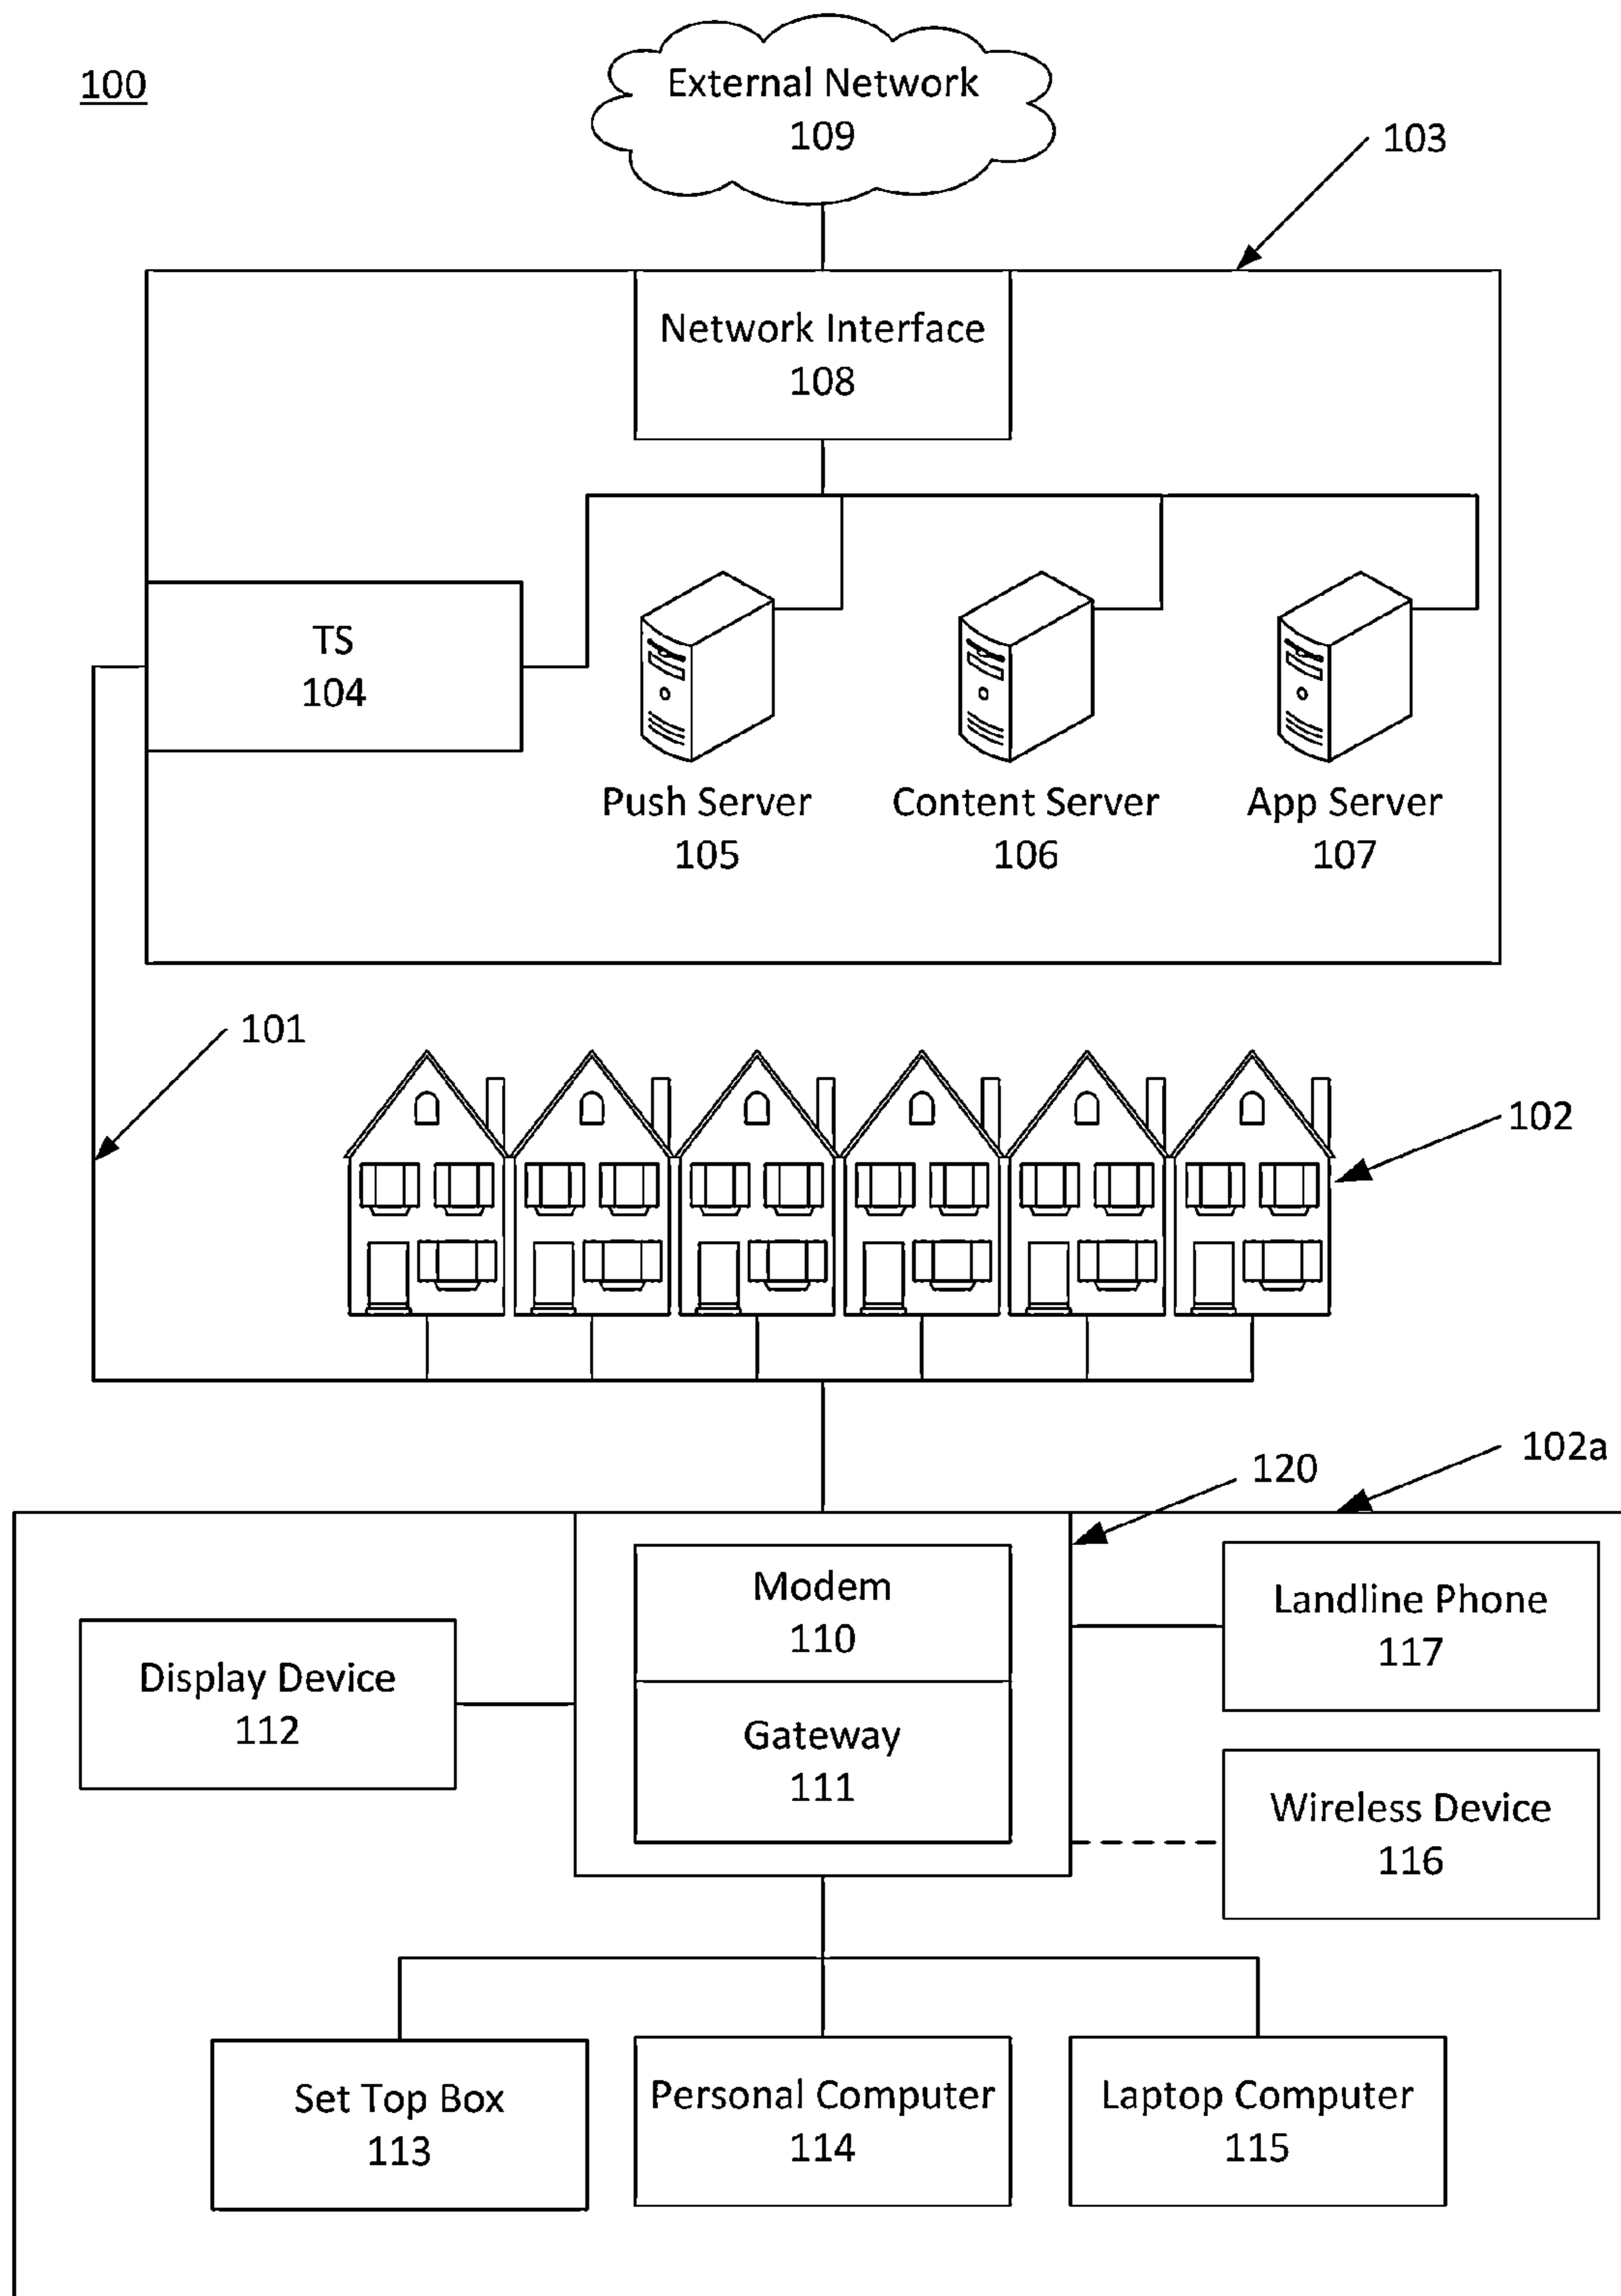 100
External Network
109
103
Network Interface
108
TS
104
Push Server
105
Content Server
106
App Server
107
101
102
102a
120
Modem
110
Gateway
111
Landline Phone
117
Display Device
112
Wireless Device
116
Set Top Box
113
Personal Computer
114
Laptop Computer
115